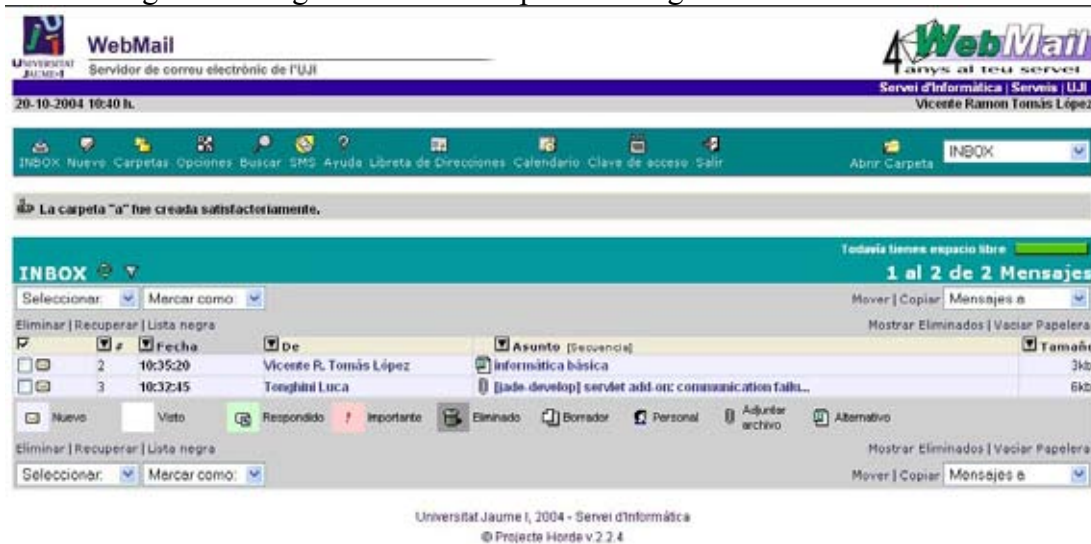 UNIVERSITAT
JAUME·I
WebMail
Servidor de correu electrònic de l'UJI
4 WebMail
anys al teu servei
Servei d'Informàtica | Serveis | UJI
20-10-2004 10:40 h.
Vicente Ramon Tomás López
INBOX Nuevo Carpetas Opciones Buscar SMS Ayuda Libreta de Direcciones Calendario Clave de acceso Salir
Abrir Carpeta INBOX
La carpeta "a" fue creada satisfactoriamente.
Todavía tienes espacio libre
INBOX
1 al 2 de 2 Mensajes
Seleccionar: Marcar como:
Mover | Copiar Mensajes a
Eliminar | Recuperar | Lista negra
Mostrar Eliminados | Vaciar Papelera
# Fecha De Asunto [Secuencia] Tamaño
2 10:35:20 Vicente R. Tomás López informática básica 3kb
3 10:32:45 Tenghini Luca [jade-develop] servlet add-on: communication failu... 6kb
Nuevo Visto Respondido Importante Eliminado Borrador Personal Adjuntar archivo Alternativo
Eliminar | Recuperar | Lista negra
Mostrar Eliminados | Vaciar Papelera
Seleccionar: Marcar como:
Mover | Copiar Mensajes a
Universitat Jaume I, 2004 - Servei d'Informàtica
© Projecte Horde v.2.2.4